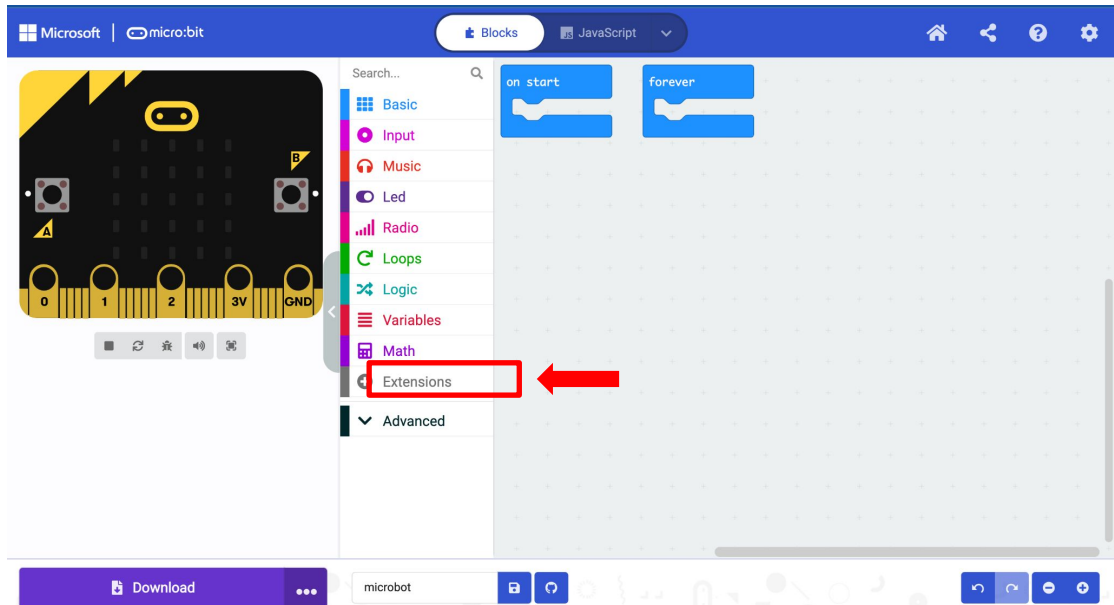 Microsoft micro:bit
Blocks
JS JavaScript
Search...
Basic
Input
Music
Led
Radio
Loops
Logic
Variables
Math
Extensions
Advanced
on start
forever
A
B
0 1 2 3V GND
Download
microbot